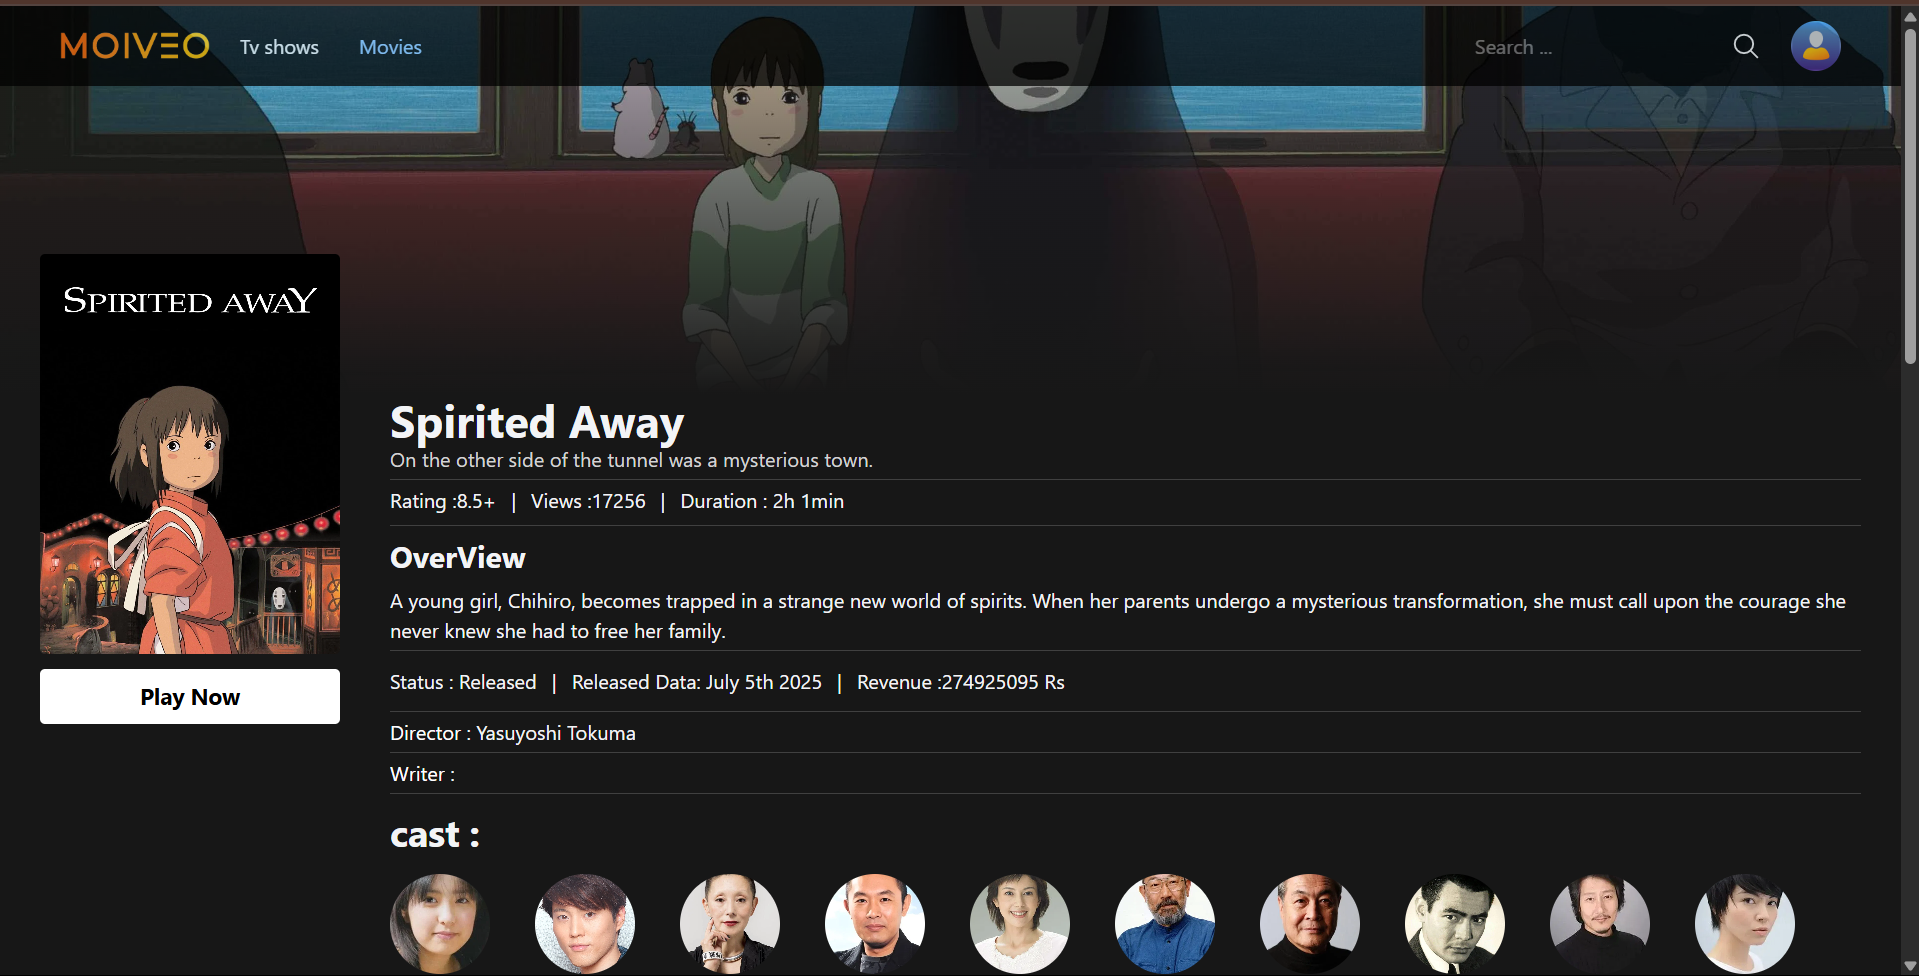 MOIVEO Tv shows Movies Search ...
SPIRITED AWAY
Spirited Away
On the other side of the tunnel was a mysterious town.
Rating :8.5+ | Views :17256 | Duration : 2h 1min
OverView
A young girl, Chihiro, becomes trapped in a strange new world of spirits. When her parents undergo a mysterious transformation, she must call upon the courage she
never knew she had to free her family.
Play Now
Status : Released | Released Data: July 5th 2025 | Revenue :274925095 Rs
Director : Yasuyoshi Tokuma
Writer :
cast :